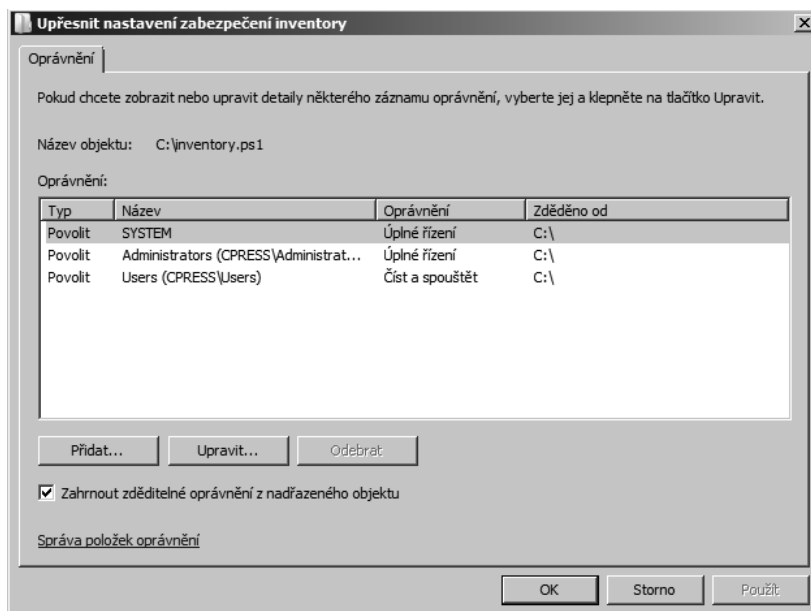 Upřesnit nastavení zabezpečení inventory
Oprávnění
Pokud chcete zobrazit nebo upravit detaily některého záznamu oprávnění, vyberte jej a klepněte na tlačítko Upravit.
Název objektu: C:\inventory.ps1
Oprávnění:
Typ Název Oprávnění Zděděno od
Povolit SYSTEM Úplné řízení C:\
Povolit Administrators (CPRESS\Administrat... Úplné řízení C:\
Povolit Users (CPRESS\Users) Číst a spouštět C:\
Přidat... Upravit... Odebrat
Zahrnout zděditelné oprávnění z nadřazeného objektu
Správa položek oprávnění
OK Storno Použít